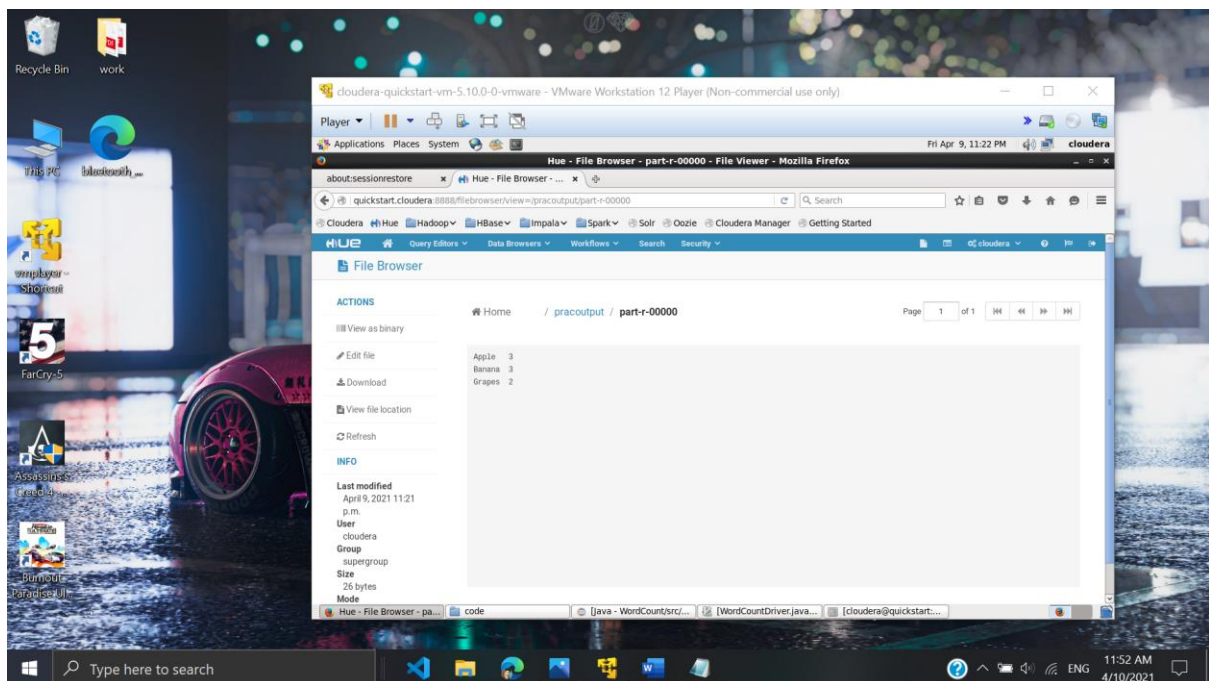 Recycle Bin
work
This PC
bluetooth_...
vmplayer -
Shortcut
5
FarCry-5
Assassin's
Creed 4 ...
Burnout
Paradise Ul...
cloudera-quickstart-vm-5.10.0-0-vmware - VMware Workstation 12 Player (Non-commercial use only)
Player
Applications Places System
Fri Apr 9, 11:22 PM
cloudera
Hue - File Browser - part-r-00000 - File Viewer - Mozilla Firefox
about:sessionrestore
Hue - File Browser - ...
quickstart.cloudera:8888/filebrowser/view=/pracoutput/part-r-00000
Search
Cloudera Hue Hadoop HBase Impala Spark Solr Oozie Cloudera Manager Getting Started
HUE Query Editors Data Browsers Workflows Search Security cloudera
File Browser
ACTIONS
Home / pracoutput / part-r-00000
Page 1 of 1
View as binary
Edit file
Download
View file location
Refresh
Apple 3
Banana 3
Grapes 2
INFO
Last modified
April 9, 2021 11:21
p.m.
User
cloudera
Group
supergroup
Size
26 bytes
Mode
Hue - File Browser - pa...
code
[Java - WordCount/src/...
[WordCountDriver.java...
[cloudera@quickstart:...
Type here to search
W
ENG
11:52 AM
4/10/2021